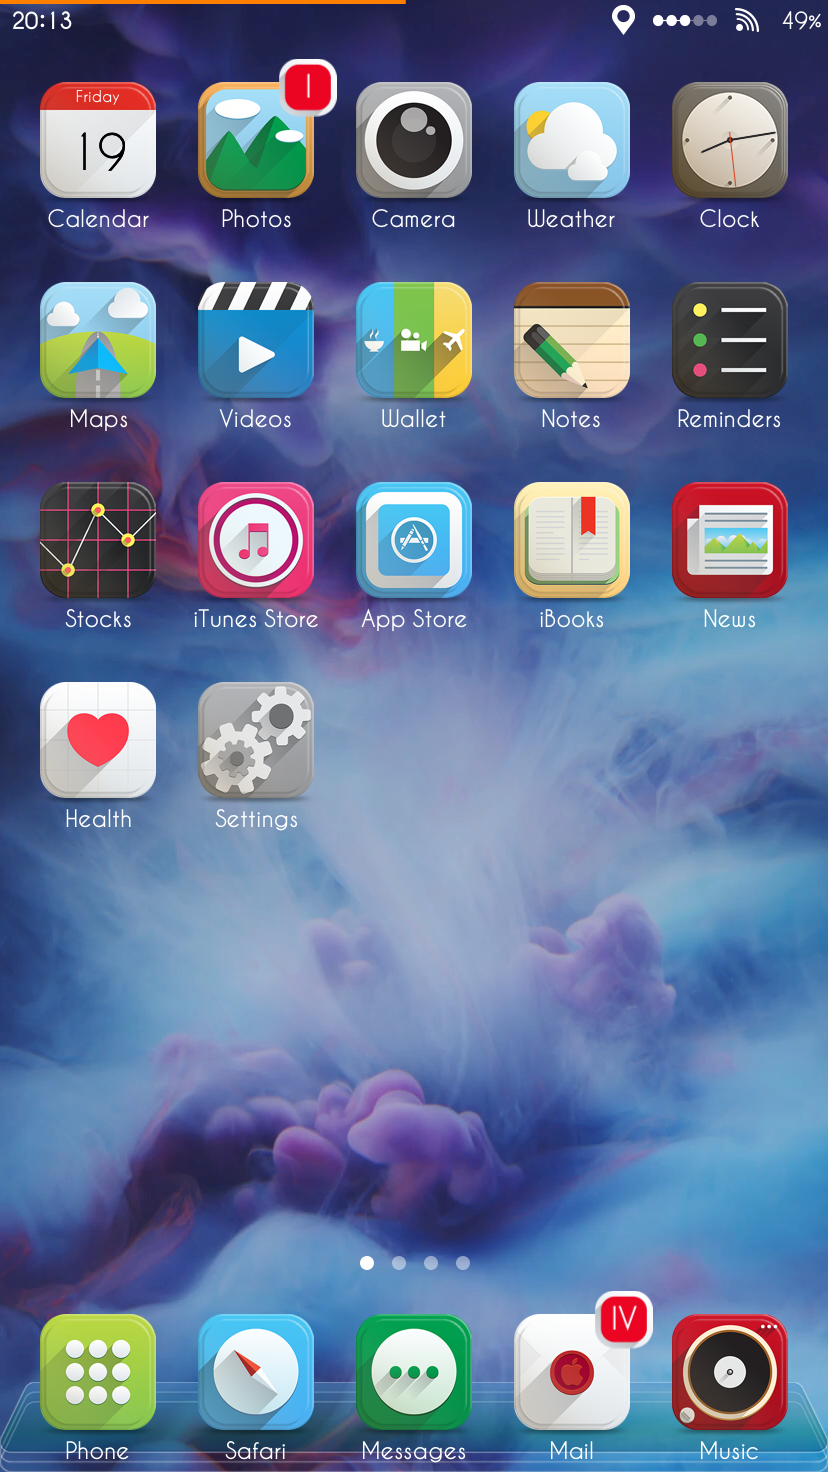 20:13 49%
I
Friday
19
Calendar Photos Camera Weather Clock
Maps Videos Wallet Notes Reminders
Stocks iTunes Store App Store iBooks News
Health Settings
IV
Phone Safari Messages Mail Music